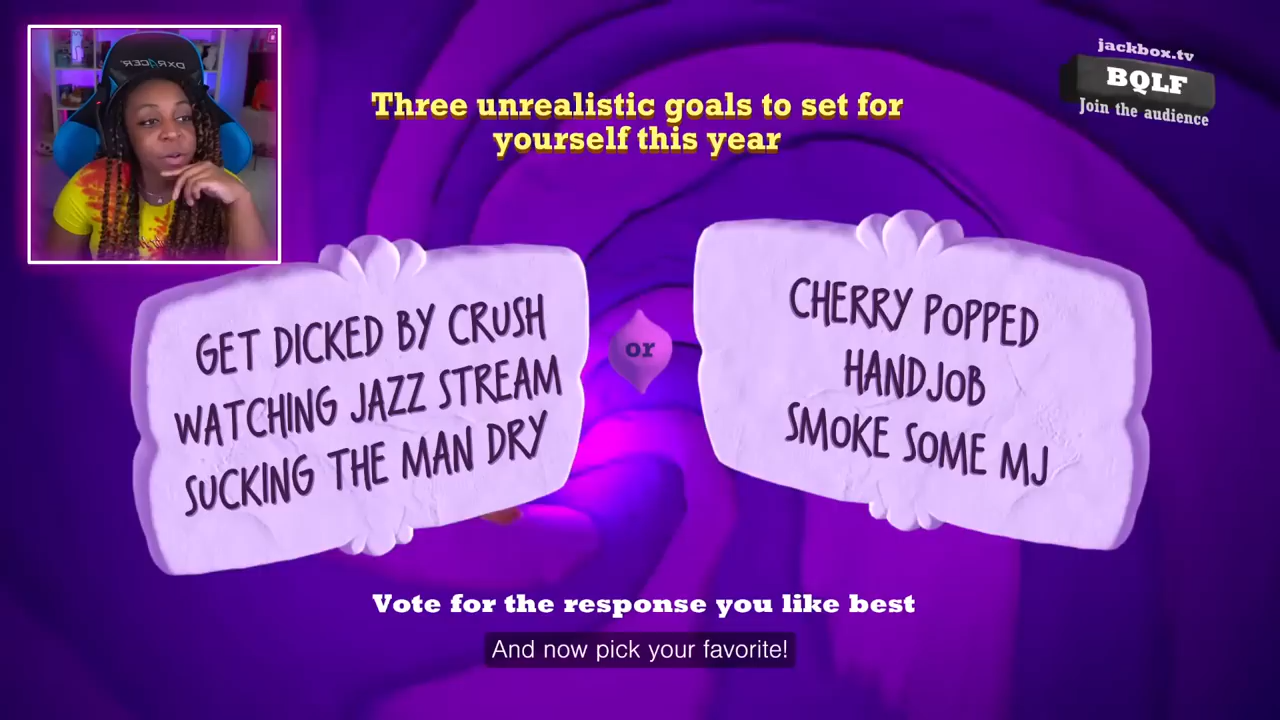 DXRACER
jackbox.tv
BQLF
Join the audience
Three unrealistic goals to set for
yourself this year
GET DICKED BY CRUSH
WATCHING JAZZ STREAM
SUCKING THE MAN DRY
or
CHERRY POPPED
HANDJOB
SMOKE SOME MJ
Vote for the response you like best
And now pick your favorite!